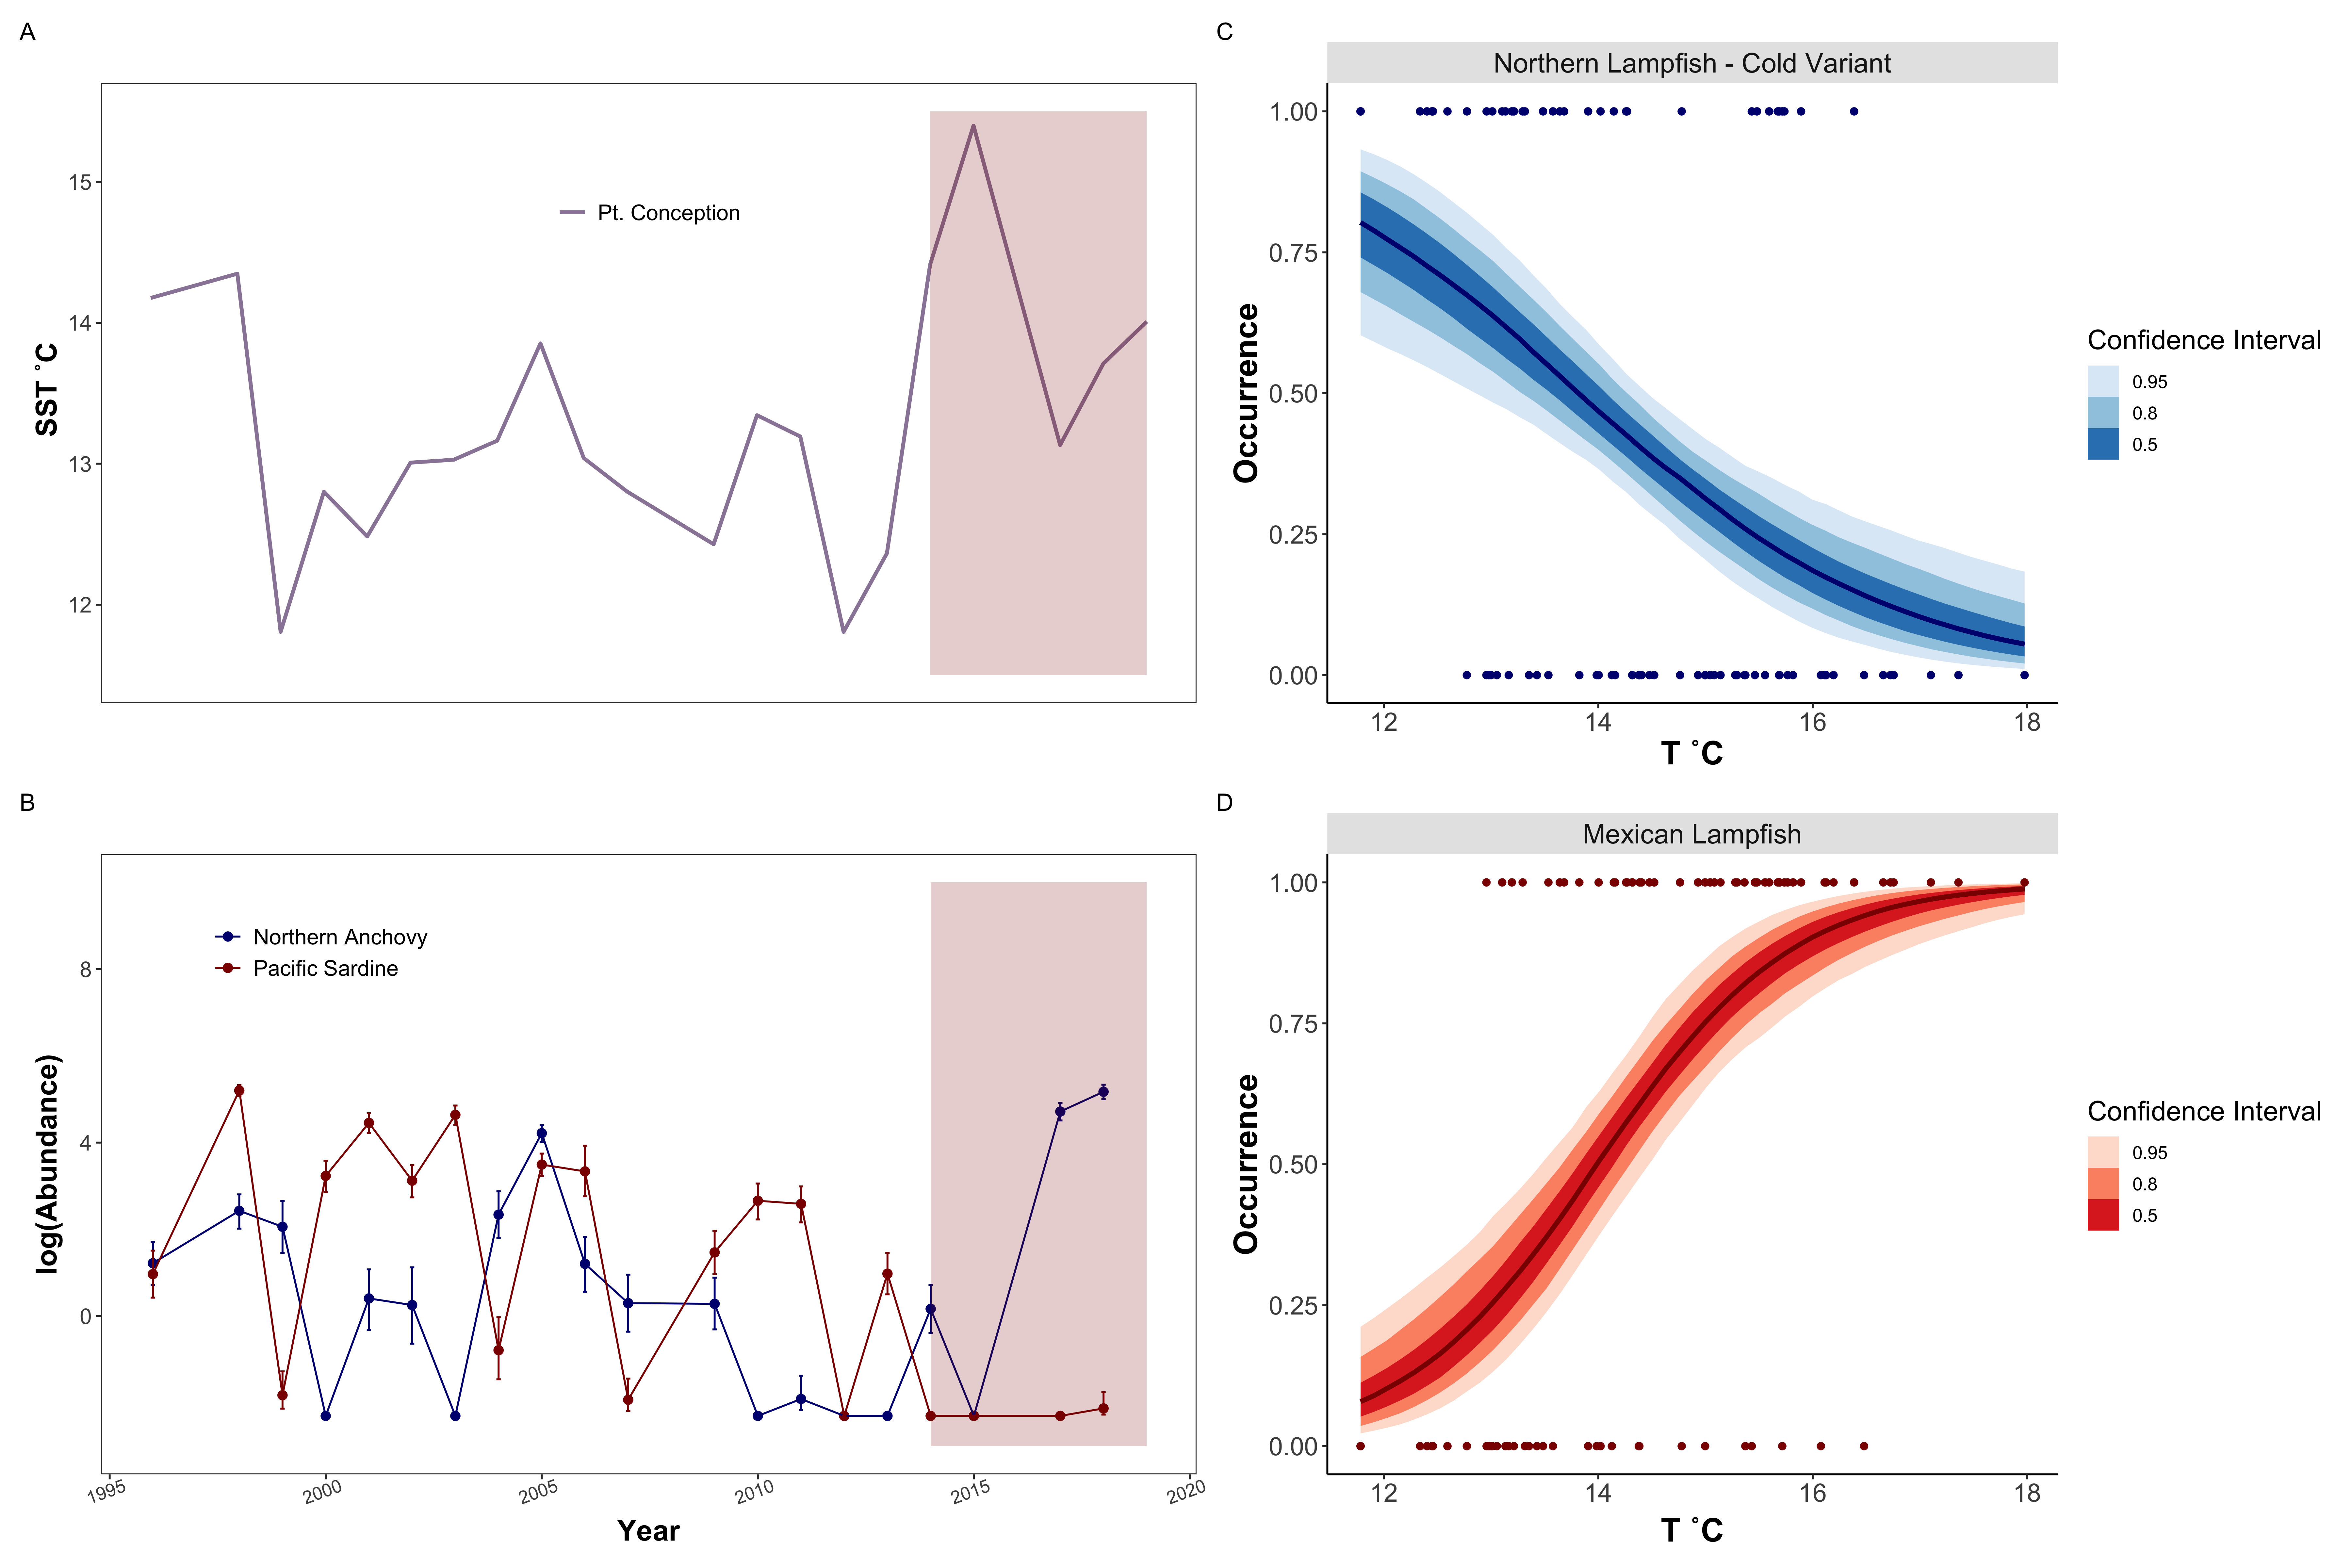 A
SST °C
15
14
13
12
Pt. Conception
B
log(Abundance)
8
4
0
Northern Anchovy
Pacific Sardine
1995
2000
2005
2010
2015
2020
Year
C
Northern Lampfish - Cold Variant
Occurrence
1.00
0.75
0.50
0.25
0.00
12
14
16
18
T °C
Confidence Interval
0.95
0.8
0.5
D
Mexican Lampfish
Occurrence
1.00
0.75
0.50
0.25
0.00
12
14
16
18
T °C
Confidence Interval
0.95
0.8
0.5